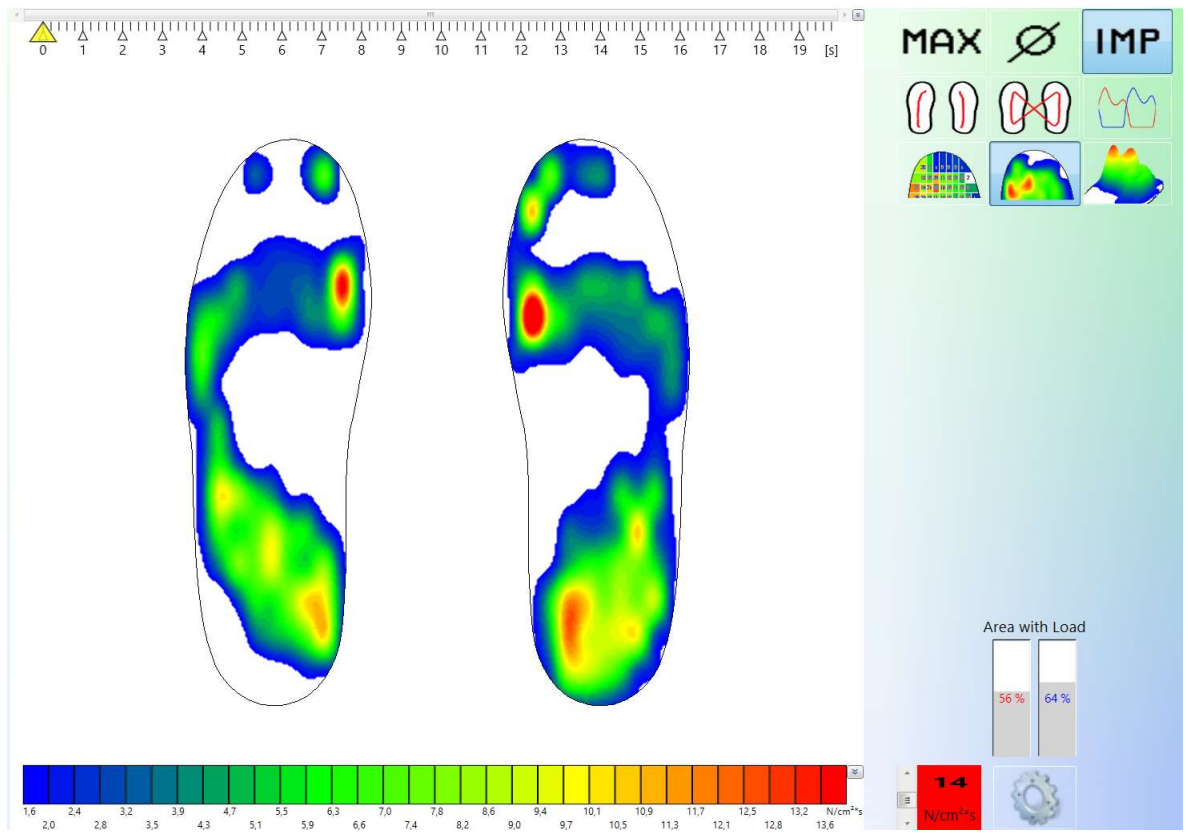 MAX Ø IMP
0 1 2 3 4 5 6 7 8 9 10 11 12 13 14 15 16 17 18 19 [s]
Area with Load
56 % 64 %
1,6 2,4 3,2 3,9 4,7 5,5 6,3 7,0 7,8 8,6 9,4 10,1 10,9 11,7 12,5 13,2 N/cm²*s
2,0 2,8 3,5 4,3 5,1 5,9 6,6 7,4 8,2 9,0 9,7 10,5 11,3 12,1 12,8 13,6
14
N/cm²*s